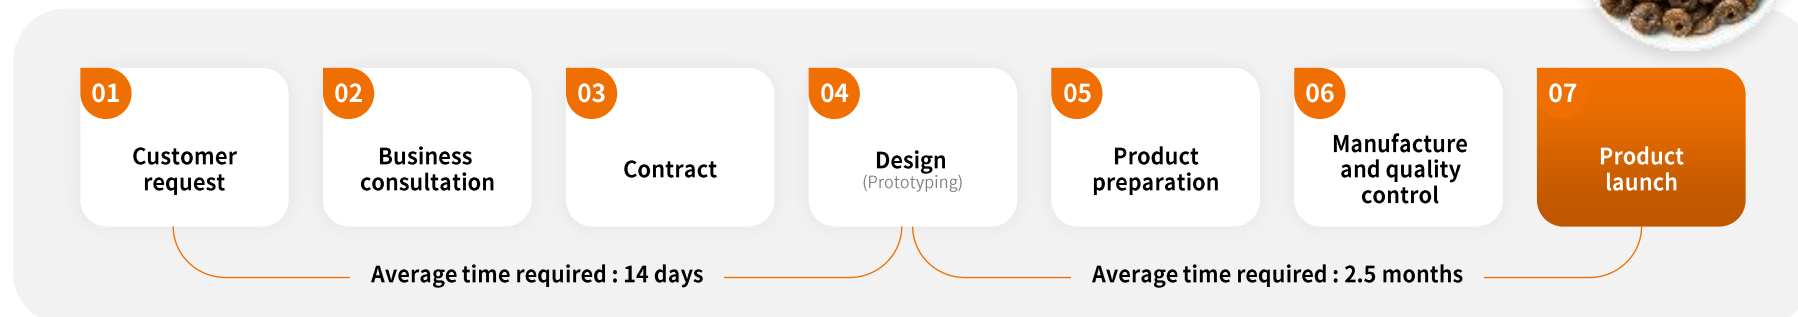 01
Customer
request
02
Business
consultation
03
Contract
04
Design
(Prototyping)
05
Product
preparation
06
Manufacture
and quality
control
07
Product
launch
Average time required : 14 days
Average time required : 2.5 months